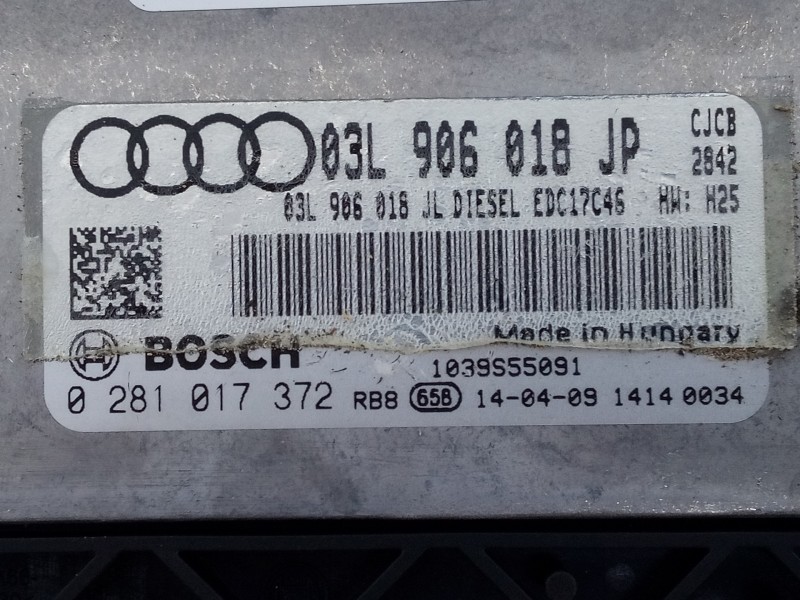 03L 906 018 JP CJCB
2842
03L 906 018 JL DIESEL EDC17C46 HW: H25
Made in Hungary
BOSCH
1039S55091
0 281 017 372 RB8 658 14-04-09 1414 0034